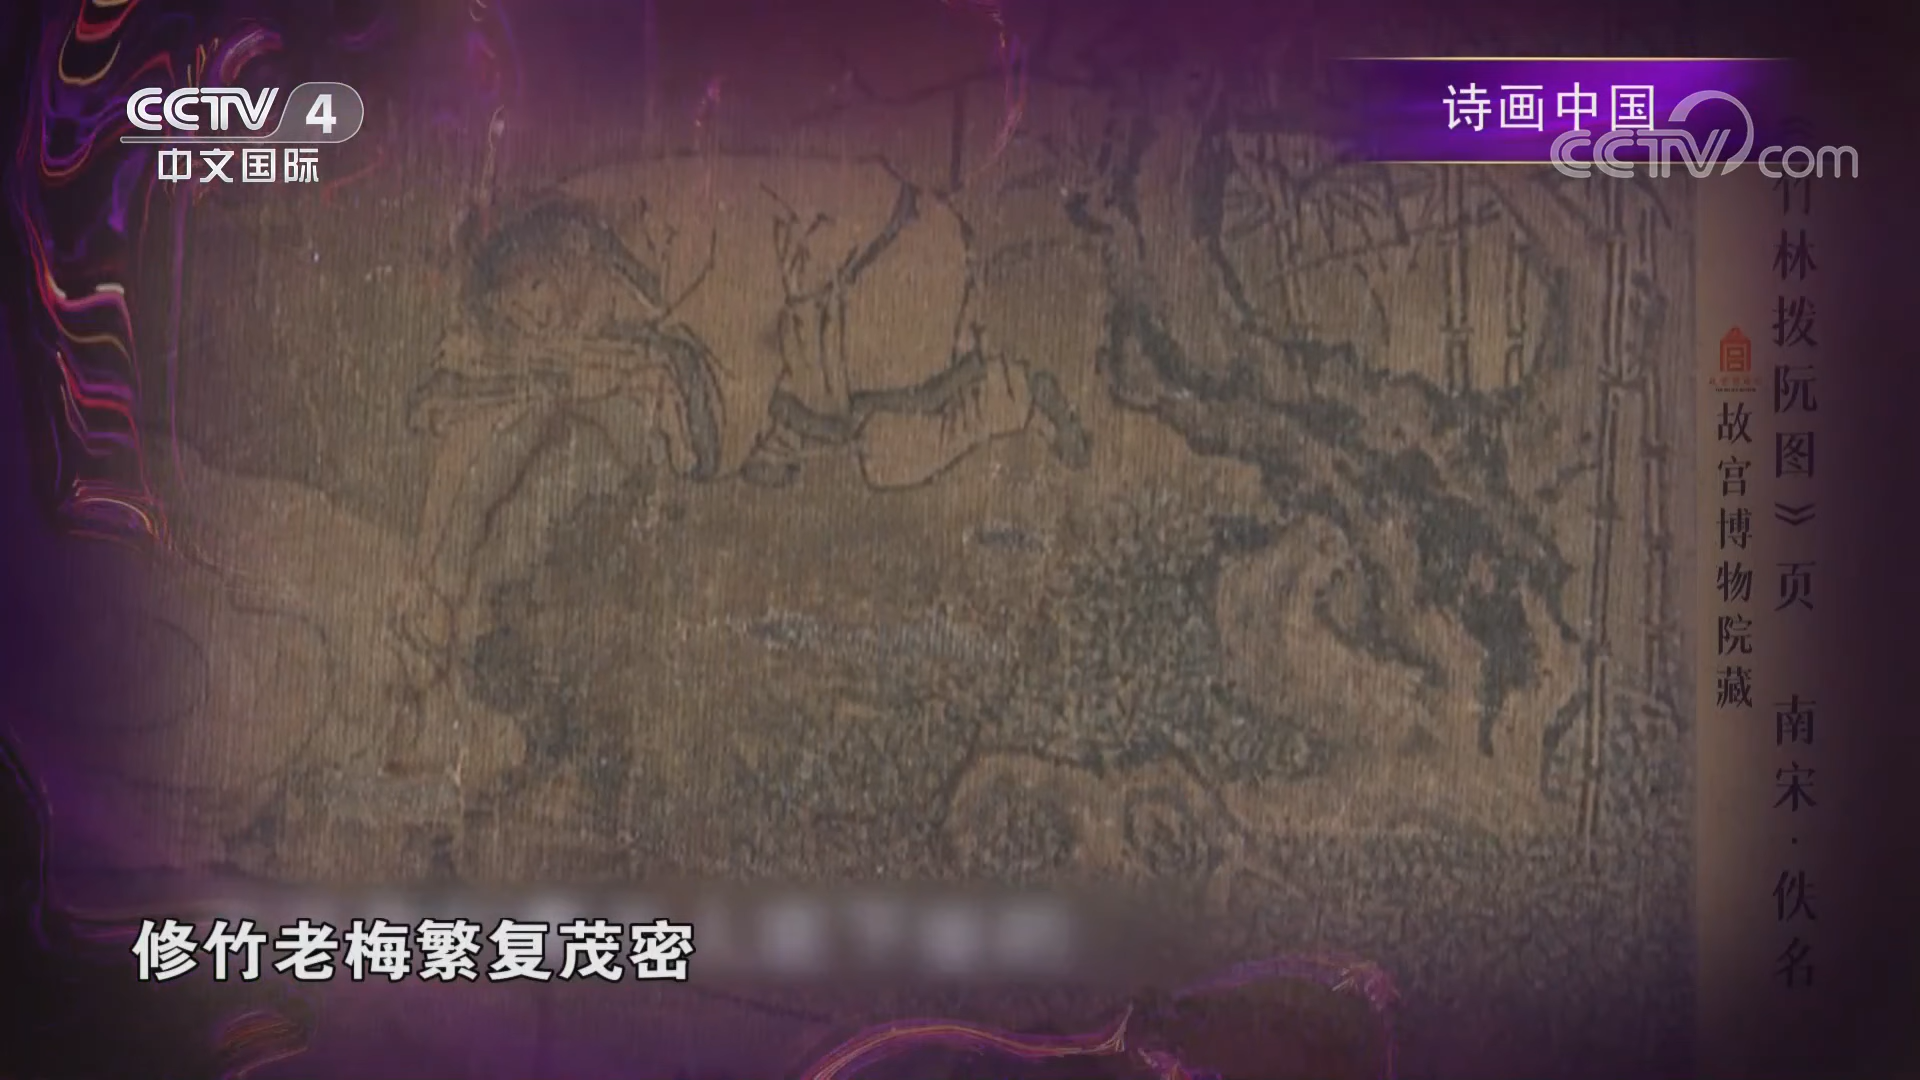 CCTV 4
中文国际
诗画中国
CCTV com
竹林拨阮图》页 南宋·佚名
故宫博物院藏
修竹老梅繁复茂密